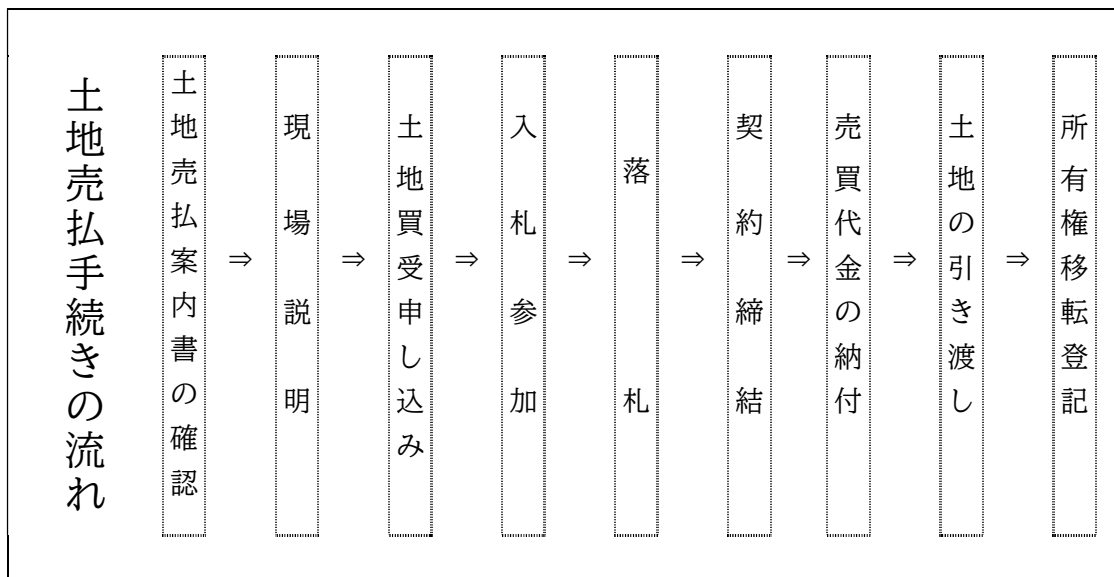 土地売払手続きの流れ
土地売払案内書の確認
⇒
現場説明
⇒
土地買受申し込み
⇒
入札参加
⇒
落札
⇒
契約締結
⇒
売買代金の納付
⇒
土地の引き渡し
⇒
所有権移転登記